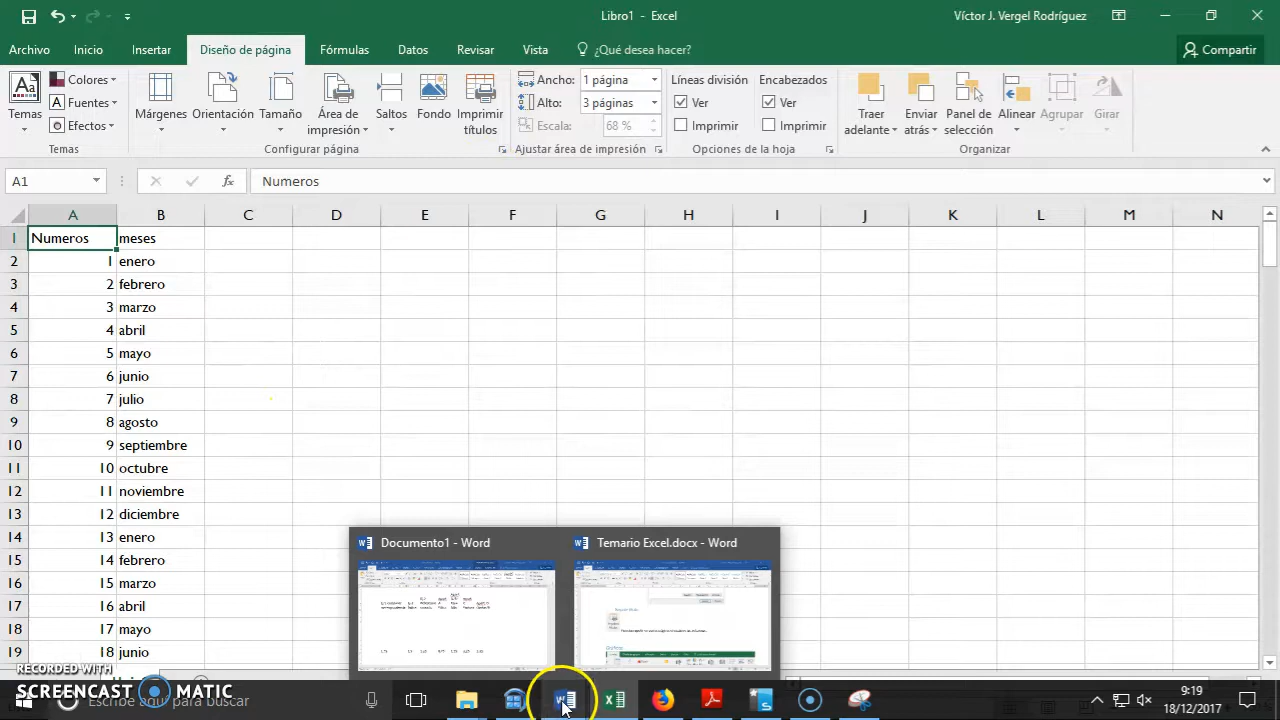 Libro1 - Excel
Víctor J. Vergel Rodríguez
Archivo Inicio Insertar Diseño de página Fórmulas Datos Revisar Vista ¿Qué desea hacer? Compartir
Aa
Temas
Colores
Fuentes
Efectos
Temas
Márgenes
Orientación
Tamaño
Área de impresión
Saltos
Fondo
Imprimir títulos
Configurar página
Ancho: 1 página
Alto: 3 páginas
Escala: 68 %
Ajustar área de impresión
Líneas división
Ver
Imprimir
Encabezados
Ver
Imprimir
Opciones de la hoja
Traer adelante
Enviar atrás
Panel de selección
Alinear
Agrupar
Girar
Organizar
A1 fx Numeros
A B C D E F G H I J K L M N
1 Numeros meses
2 1 enero
3 2 febrero
4 3 marzo
5 4 abril
6 5 mayo
7 6 junio
8 7 julio
9 8 agosto
10 9 septiembre
11 10 octubre
12 11 noviembre
13 12 diciembre
14 13 enero
15 14 febrero
16 15 marzo
17 16 abril
18 17 mayo
19 18 junio
Documento1 - Word
Temario Excel.docx - Word
RECORDED WITH
SCREENCAST MATIC
Escribe aquí para buscar
9:19
18/12/2017